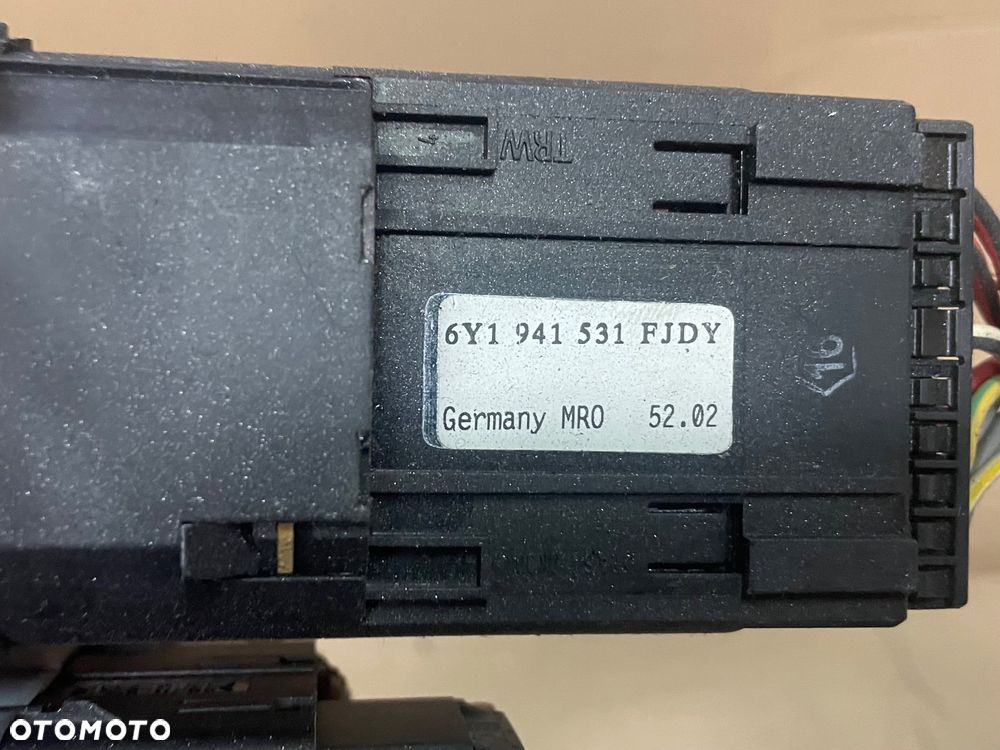 TRW
6Y1 941 531 FJDY
Germany MRO 52.02
OTOMOTO